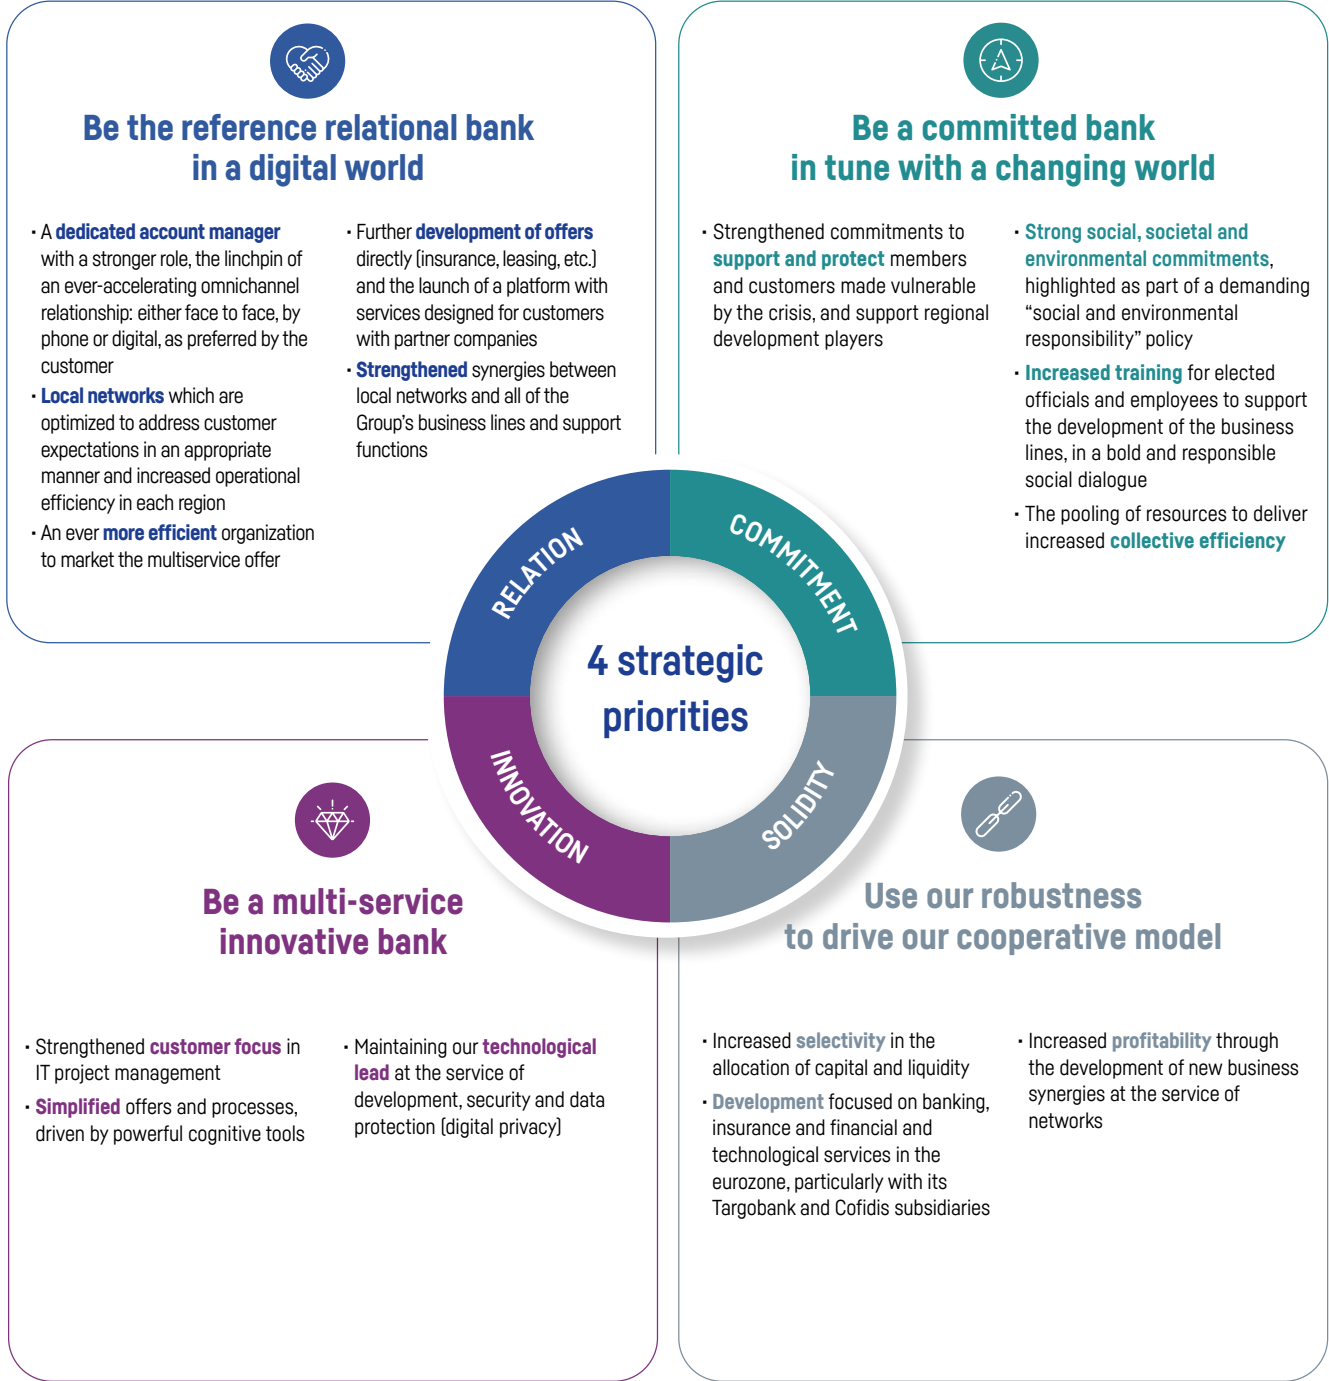 Be the reference relational bank
in a digital world
· A dedicated account manager
with a stronger role, the linchpin of
an ever-accelerating omnichannel
relationship: either face to face, by
phone or digital, as preferred by the
customer
· Local networks which are
optimized to address customer
expectations in an appropriate
manner and increased operational
efficiency in each region
· An ever more efficient organization
to market the multiservice offer
· Further development of offers
directly (insurance, leasing, etc.)
and the launch of a platform with
services designed for customers
with partner companies
· Strengthened synergies between
local networks and all of the
Group's business lines and support
functions
Be a committed bank
in tune with a changing world
· Strengthened commitments to
support and protect members
and customers made vulnerable
by the crisis, and support regional
development players
· Strong social, societal and
environmental commitments,
highlighted as part of a demanding
“social and environmental
responsibility” policy
· Increased training for elected
officials and employees to support
the development of the business
lines, in a bold and responsible
social dialogue
· The pooling of resources to deliver
increased collective efficiency
RELATION
COMMITMENT
4 strategic
priorities
INNOVATION
SOLIDITY
Be a multi-service
innovative bank
· Strengthened customer focus in
IT project management
· Simplified offers and processes,
driven by powerful cognitive tools
· Maintaining our technological
lead at the service of
development, security and data
protection (digital privacy)
Use our robustness
to drive our cooperative model
· Increased selectivity in the
allocation of capital and liquidity
· Development focused on banking,
insurance and financial and
technological services in the
eurozone, particularly with its
Targobank and Cofidis subsidiaries
· Increased profitability through
the development of new business
synergies at the service of
networks